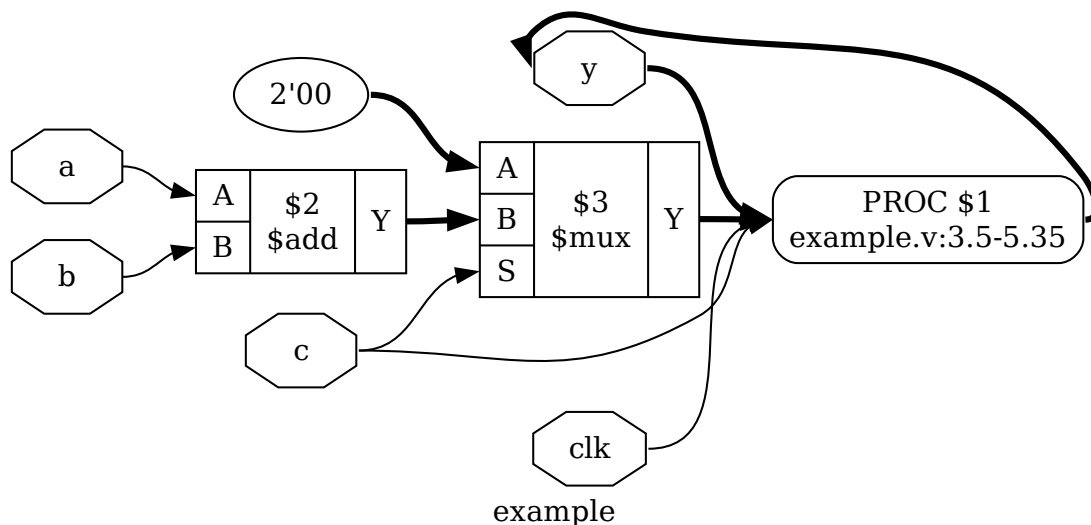 y
2'00
a
b
A
B
$2
$add
Y
A
B
S
$3
$mux
Y
PROC $1
example.v:3.5-5.35
c
clk
example